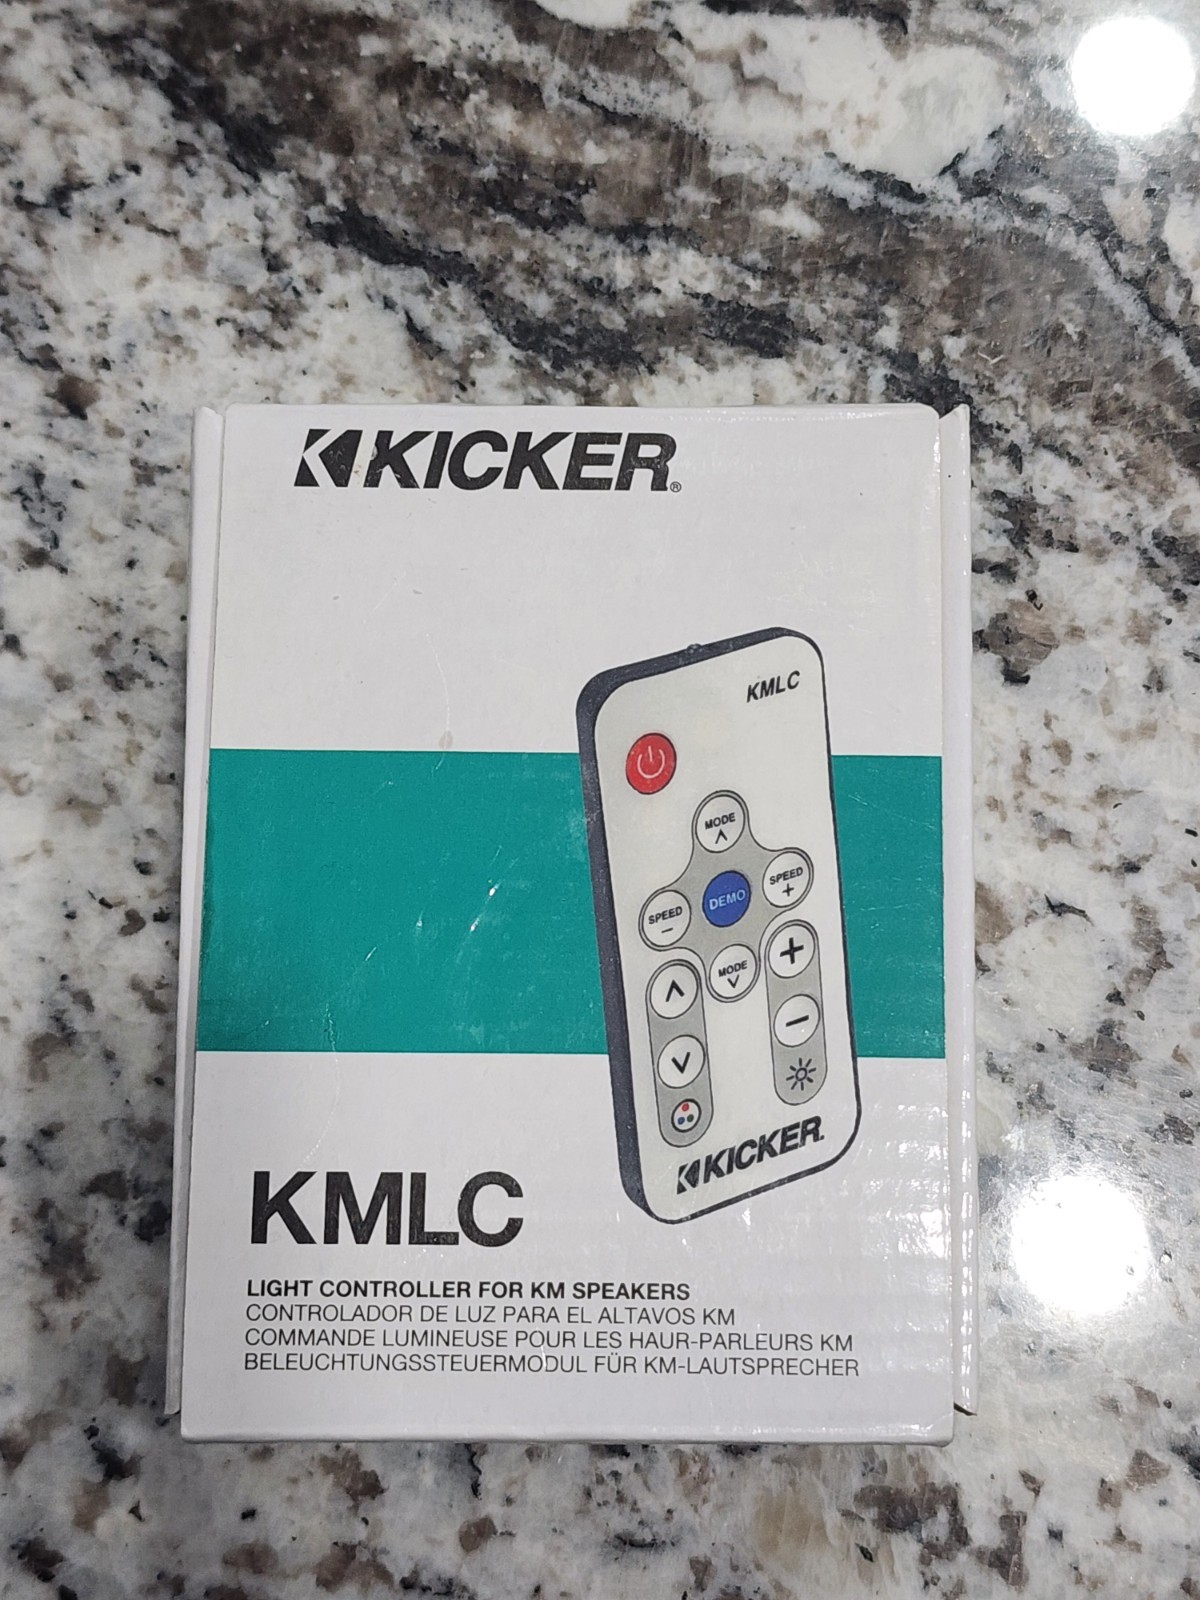 KICKER®
KMLC
MODE
SPEED
+
DEMO
SPEED
−
MODE
+
−
KICKER.
KMLC
LIGHT CONTROLLER FOR KM SPEAKERS
CONTROLADOR DE LUZ PARA EL ALTAVOS KM
COMMANDE LUMINEUSE POUR LES HAUR-PARLEURS KM
BELEUCHTUNGSSTEUERMODUL FÜR KM-LAUTSPRECHER